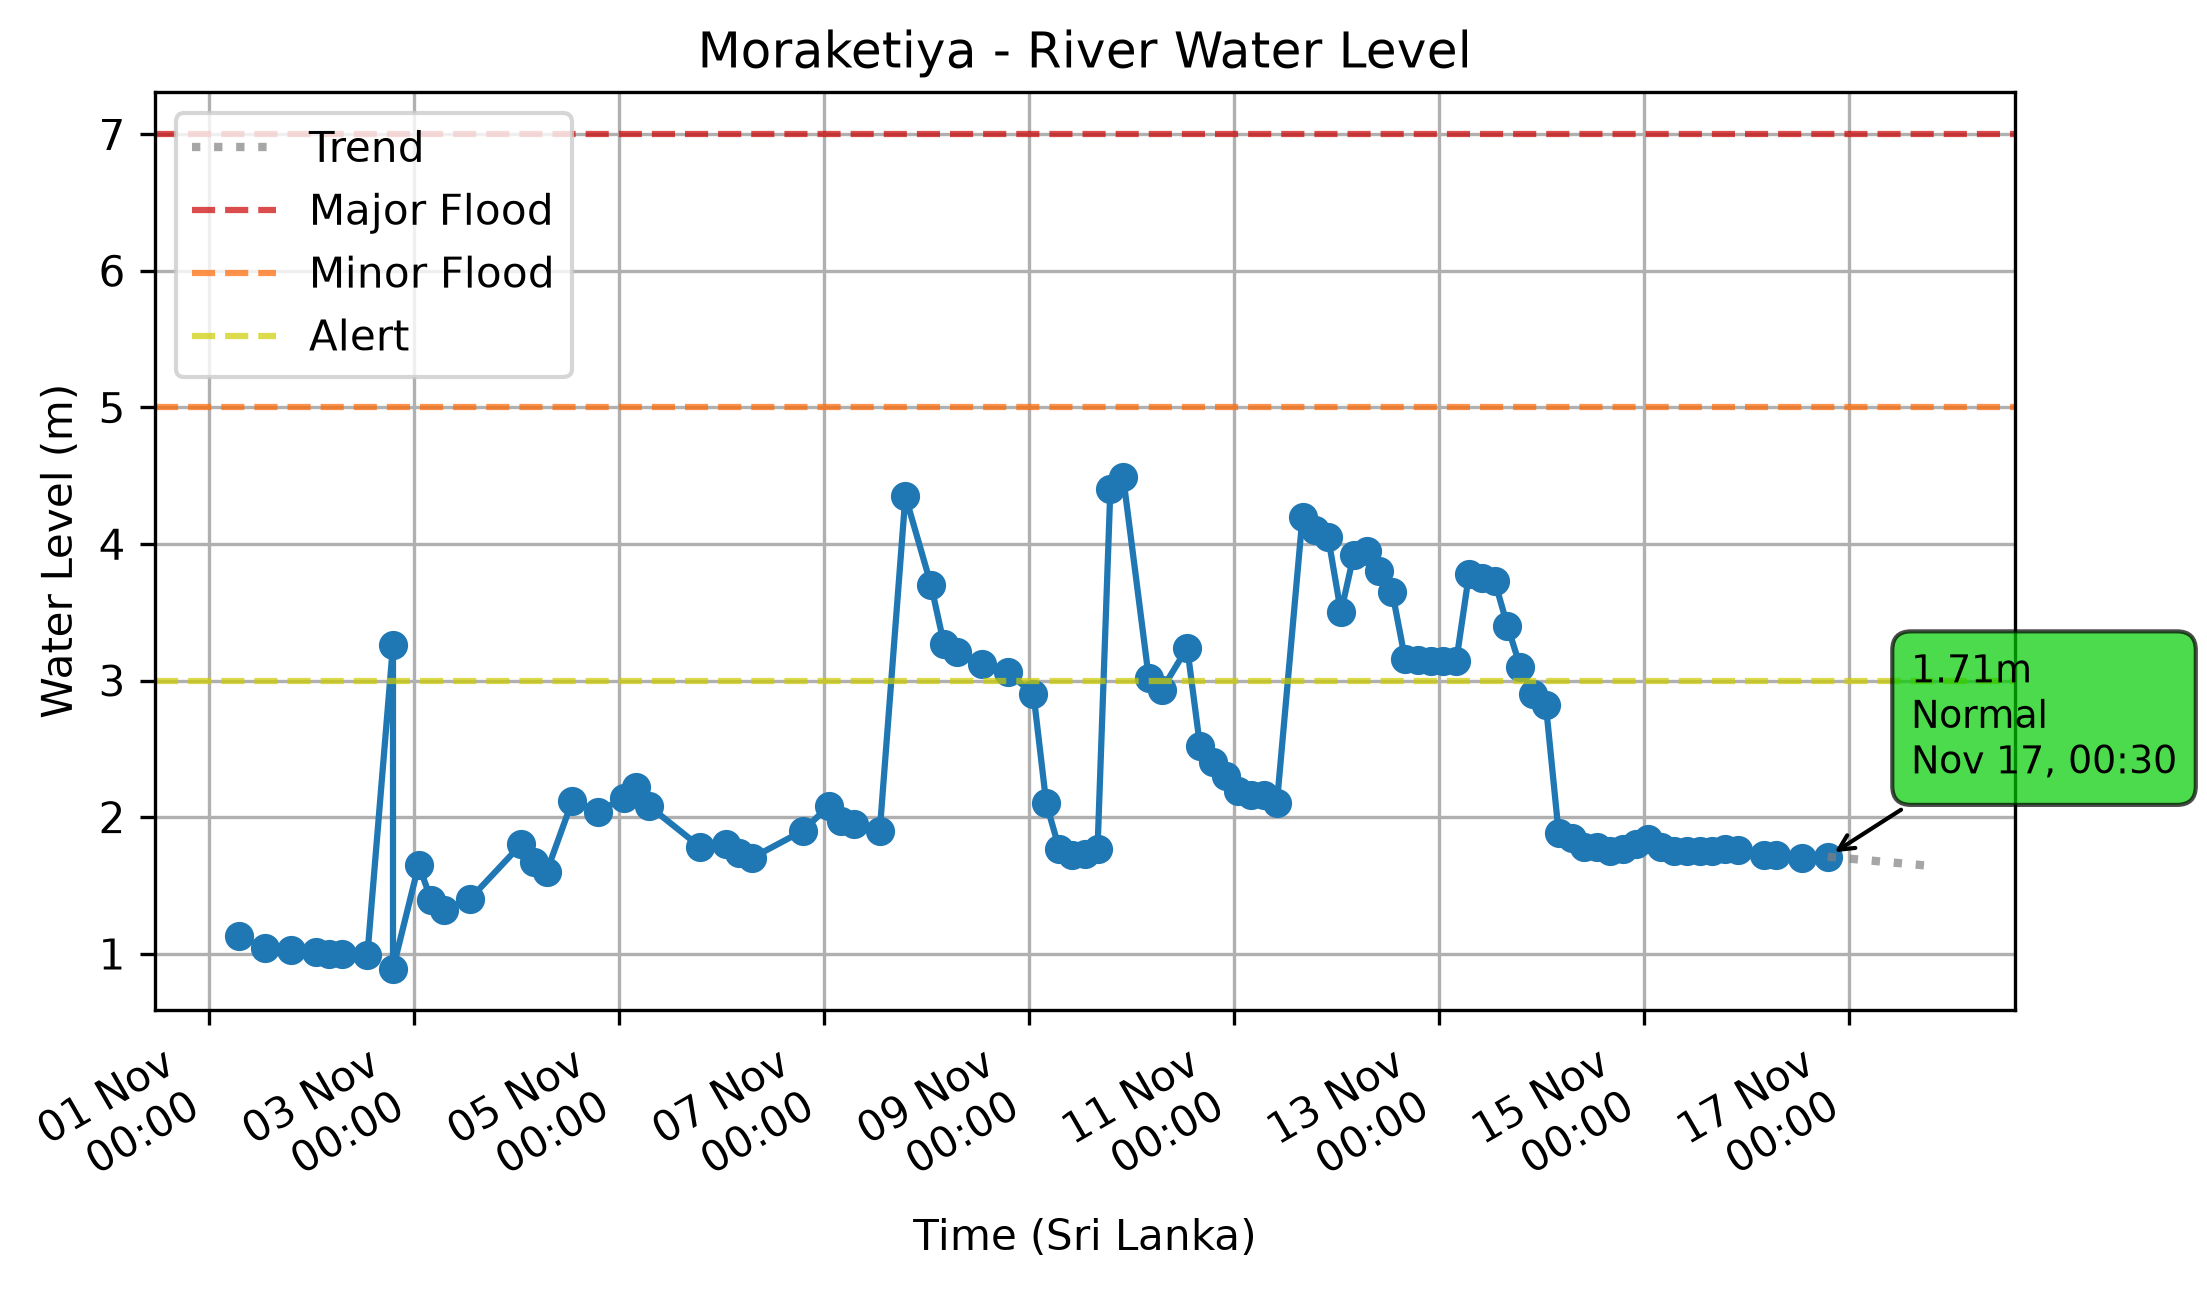 Moraketiya - River Water Level
Trend
Major Flood
Minor Flood
Alert
Water Level (m)
7
6
5
4
3
2
1
1.71m
Normal
Nov 17, 00:30
01 Nov
00:00
03 Nov
00:00
05 Nov
00:00
07 Nov
00:00
09 Nov
00:00
11 Nov
00:00
13 Nov
00:00
15 Nov
00:00
17 Nov
00:00
Time (Sri Lanka)